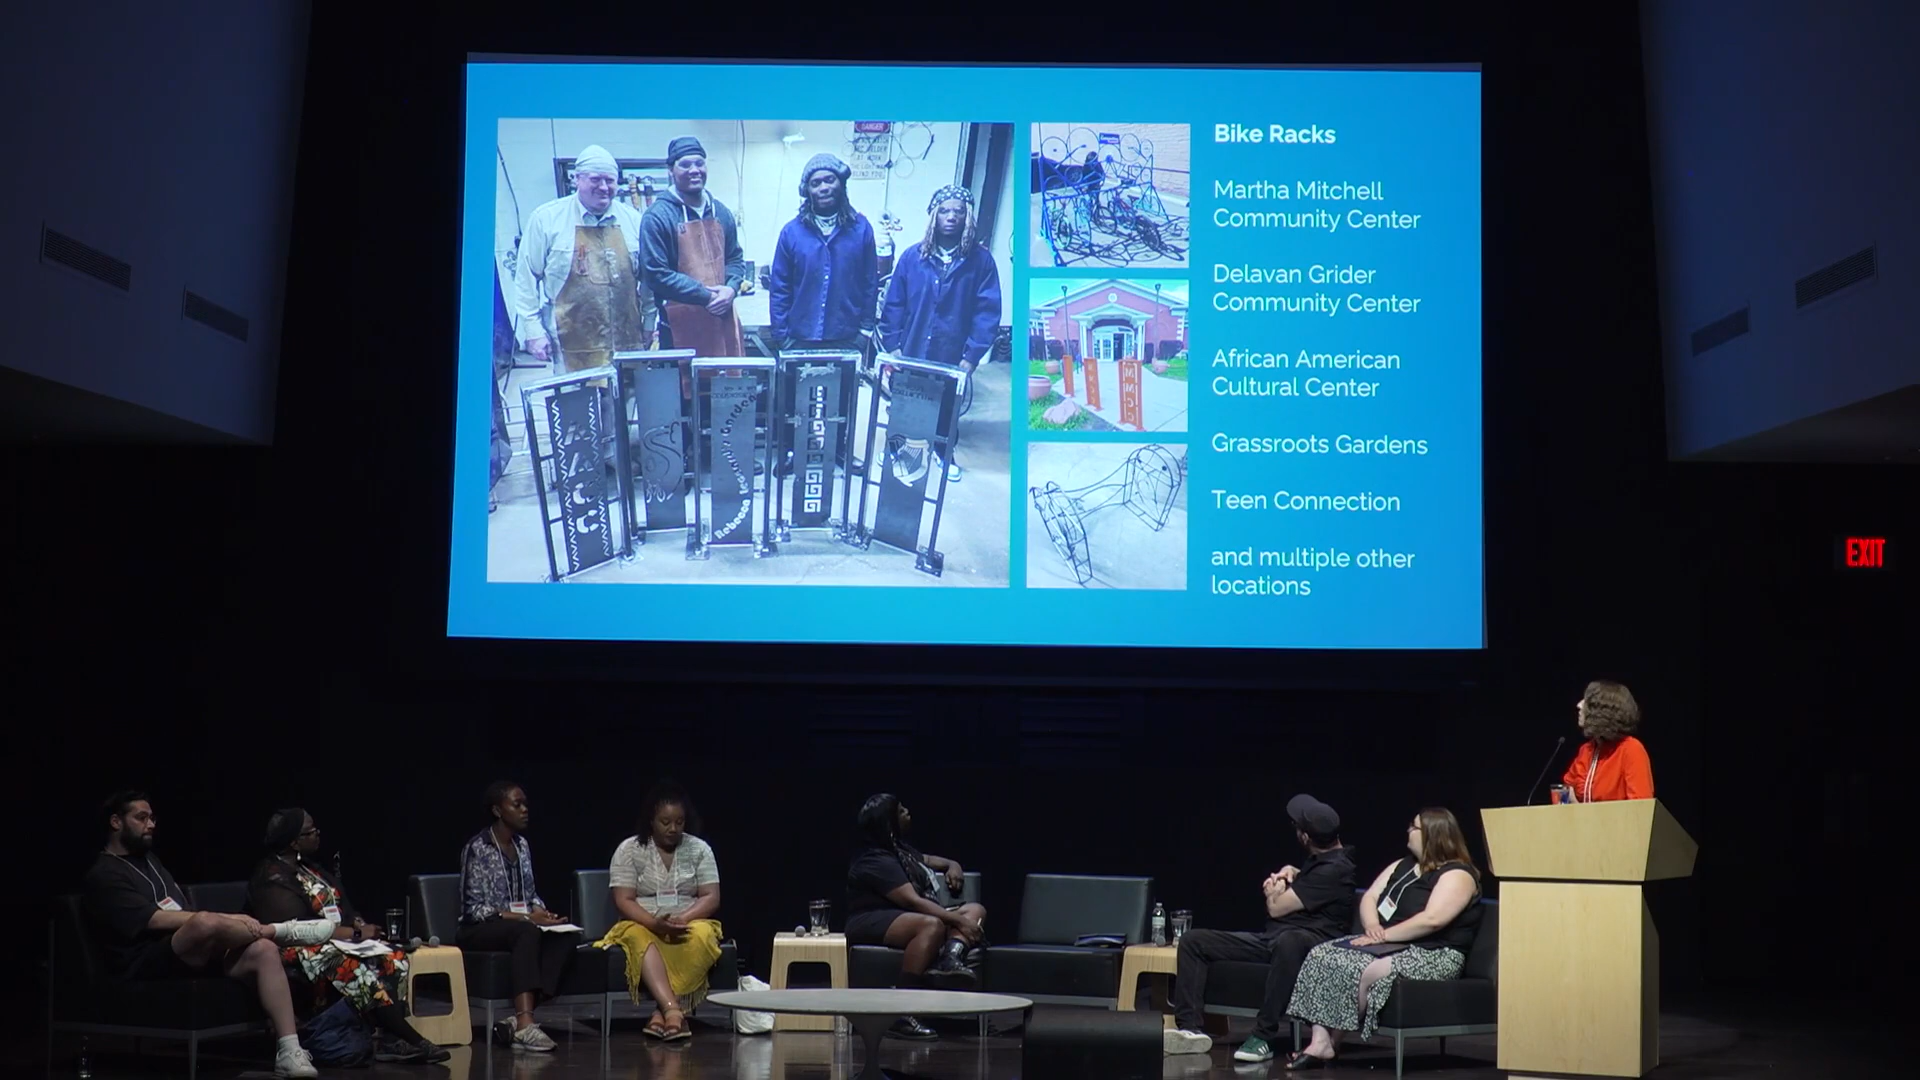 Bike Racks
Martha Mitchell
Community Center
Delavan Grider
Community Center
African American
Cultural Center
Grassroots Gardens
Teen Connection
and multiple other
locations
DANGER
EXIT